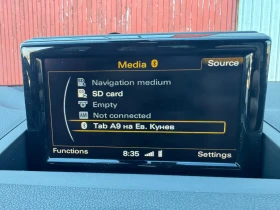 Media
Source
Navigation medium
SD card
Empty
Not connected
Tab A9 на Ев. Кунев
Functions
8:35
Settings